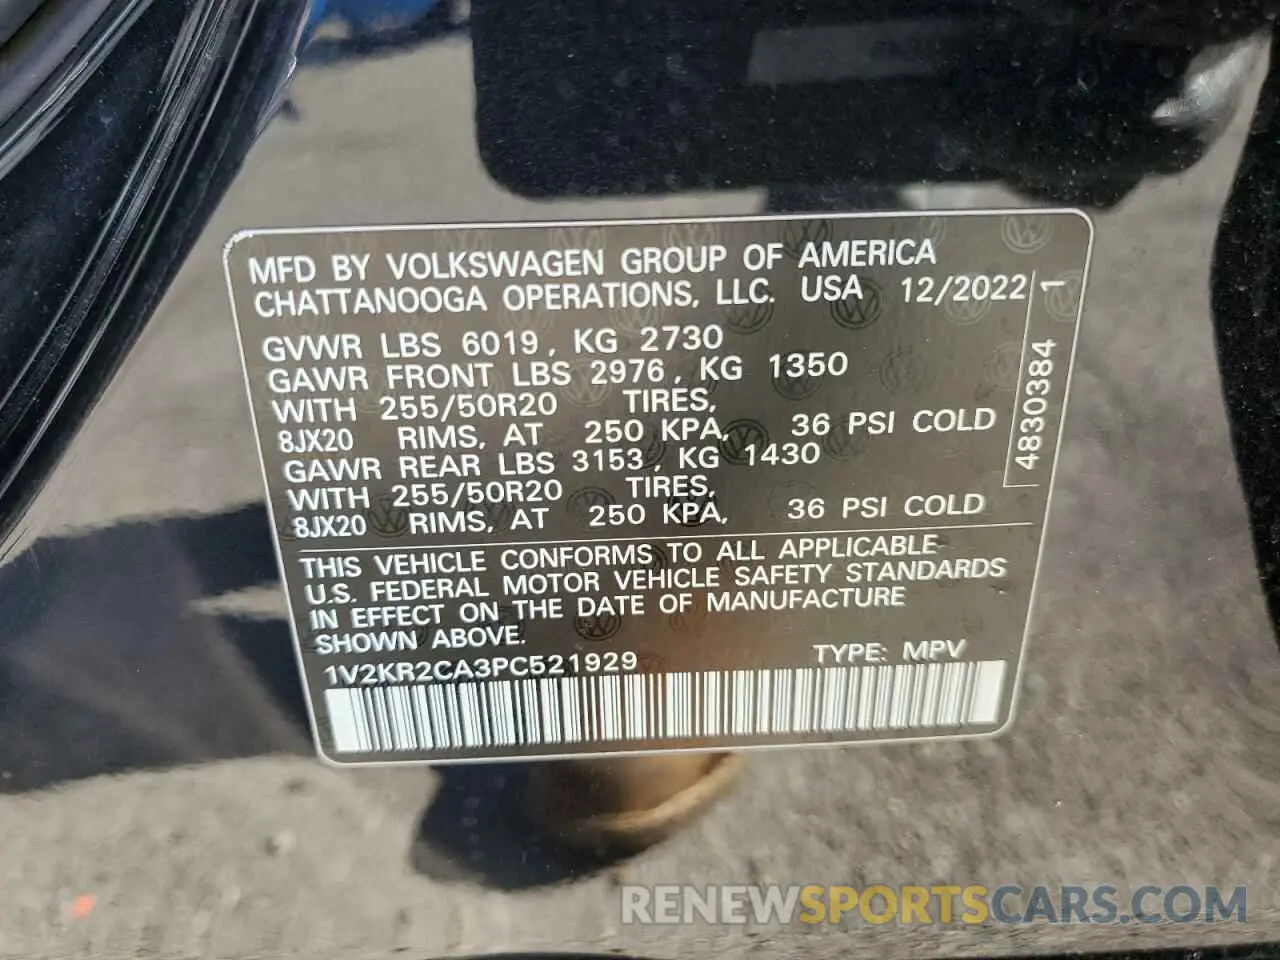 MFD BY VOLKSWAGEN GROUP OF AMERICA
CHATTANOOGA OPERATIONS, LLC. USA 12/2022
GVWR LBS 6019, KG 2730
GAWR FRONT LBS 2976, KG 1350
WITH 255/50R20 TIRES,
8JX20 RIMS, AT 250 KPA, 36 PSI COLD
GAWR REAR LBS 3153, KG 1430
WITH 255/50R20 TIRES,
8JX20 RIMS, AT 250 KPA, 36 PSI COLD
4830384 1
THIS VEHICLE CONFORMS TO ALL APPLICABLE
U.S. FEDERAL MOTOR VEHICLE SAFETY STANDARDS
IN EFFECT ON THE DATE OF MANUFACTURE
SHOWN ABOVE.
1V2KR2CA3PC521929 TYPE: MPV
RENEWSPORTSCARS.COM